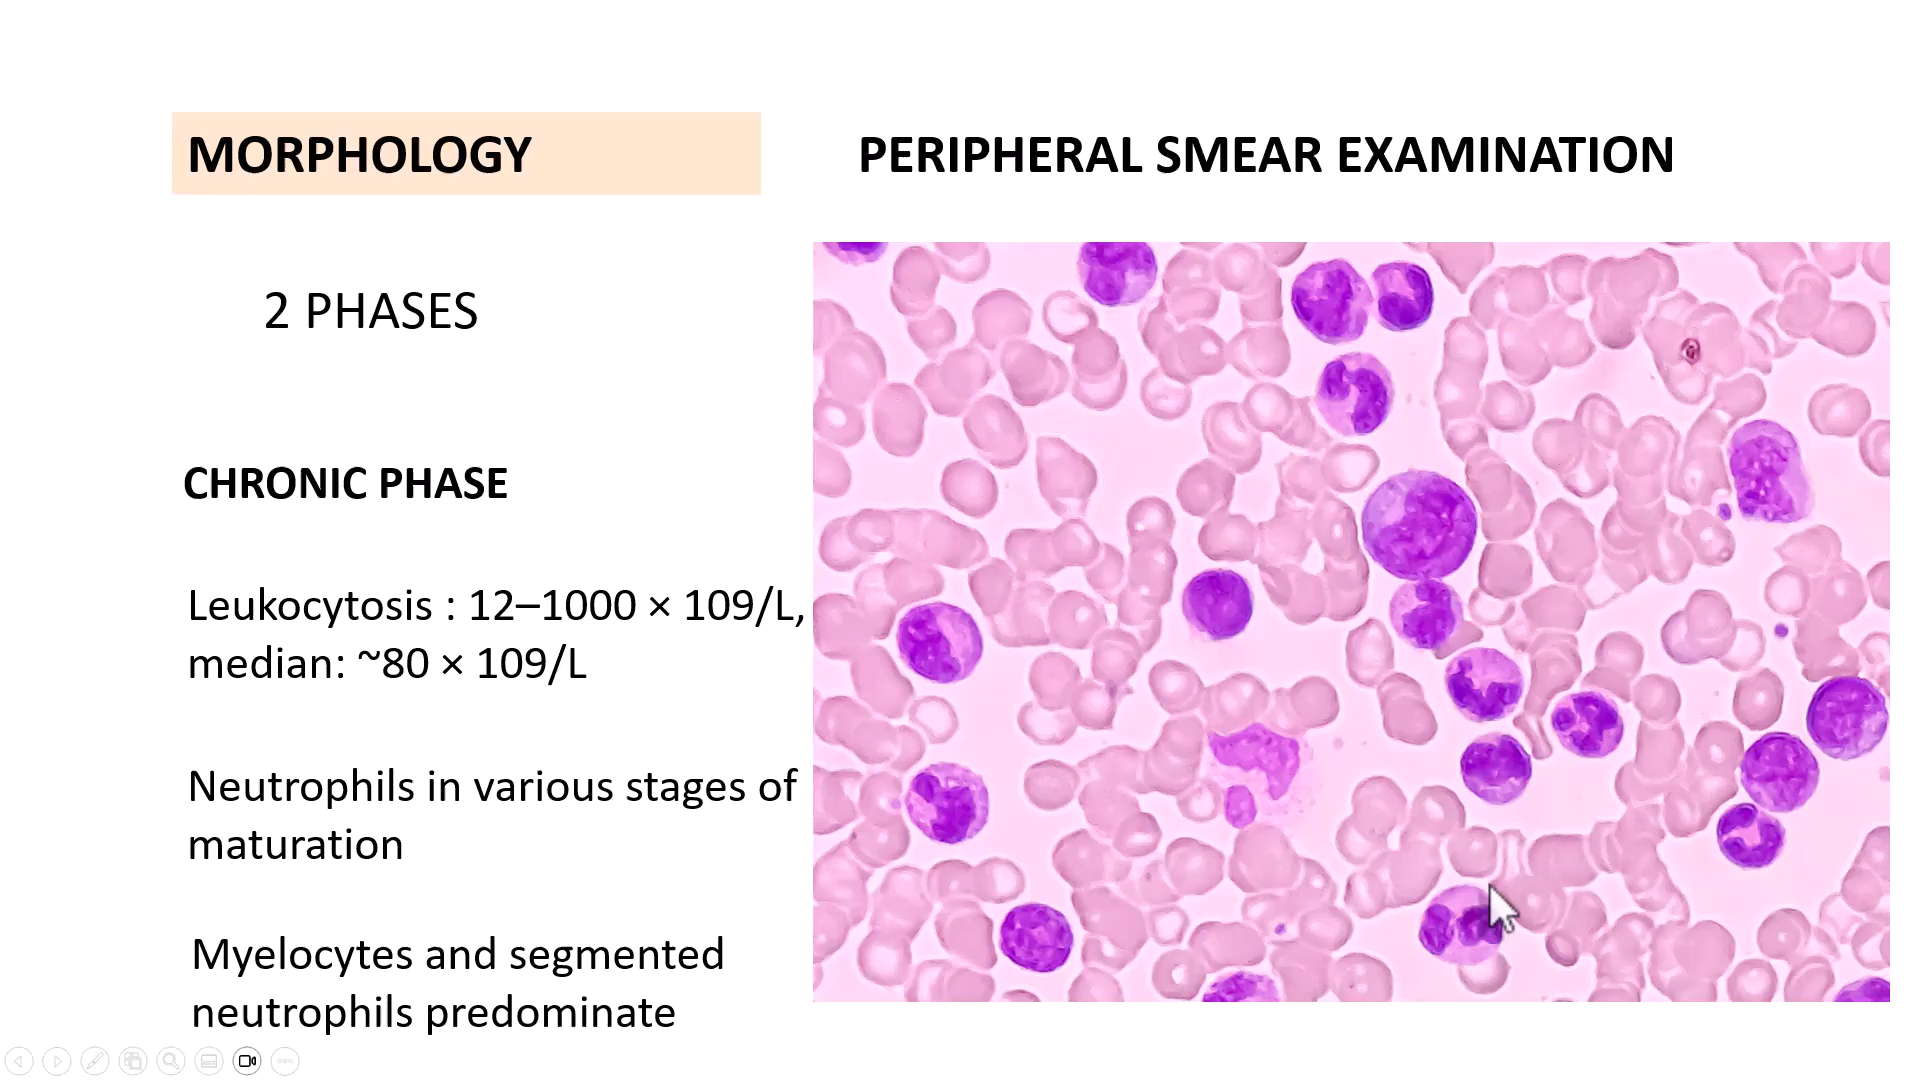 MORPHOLOGY
PERIPHERAL SMEAR EXAMINATION
2 PHASES
CHRONIC PHASE
Leukocytosis : 12–1000 × 109/L,
median: ~80 × 109/L
Neutrophils in various stages of
maturation
Myelocytes and segmented
neutrophils predominate